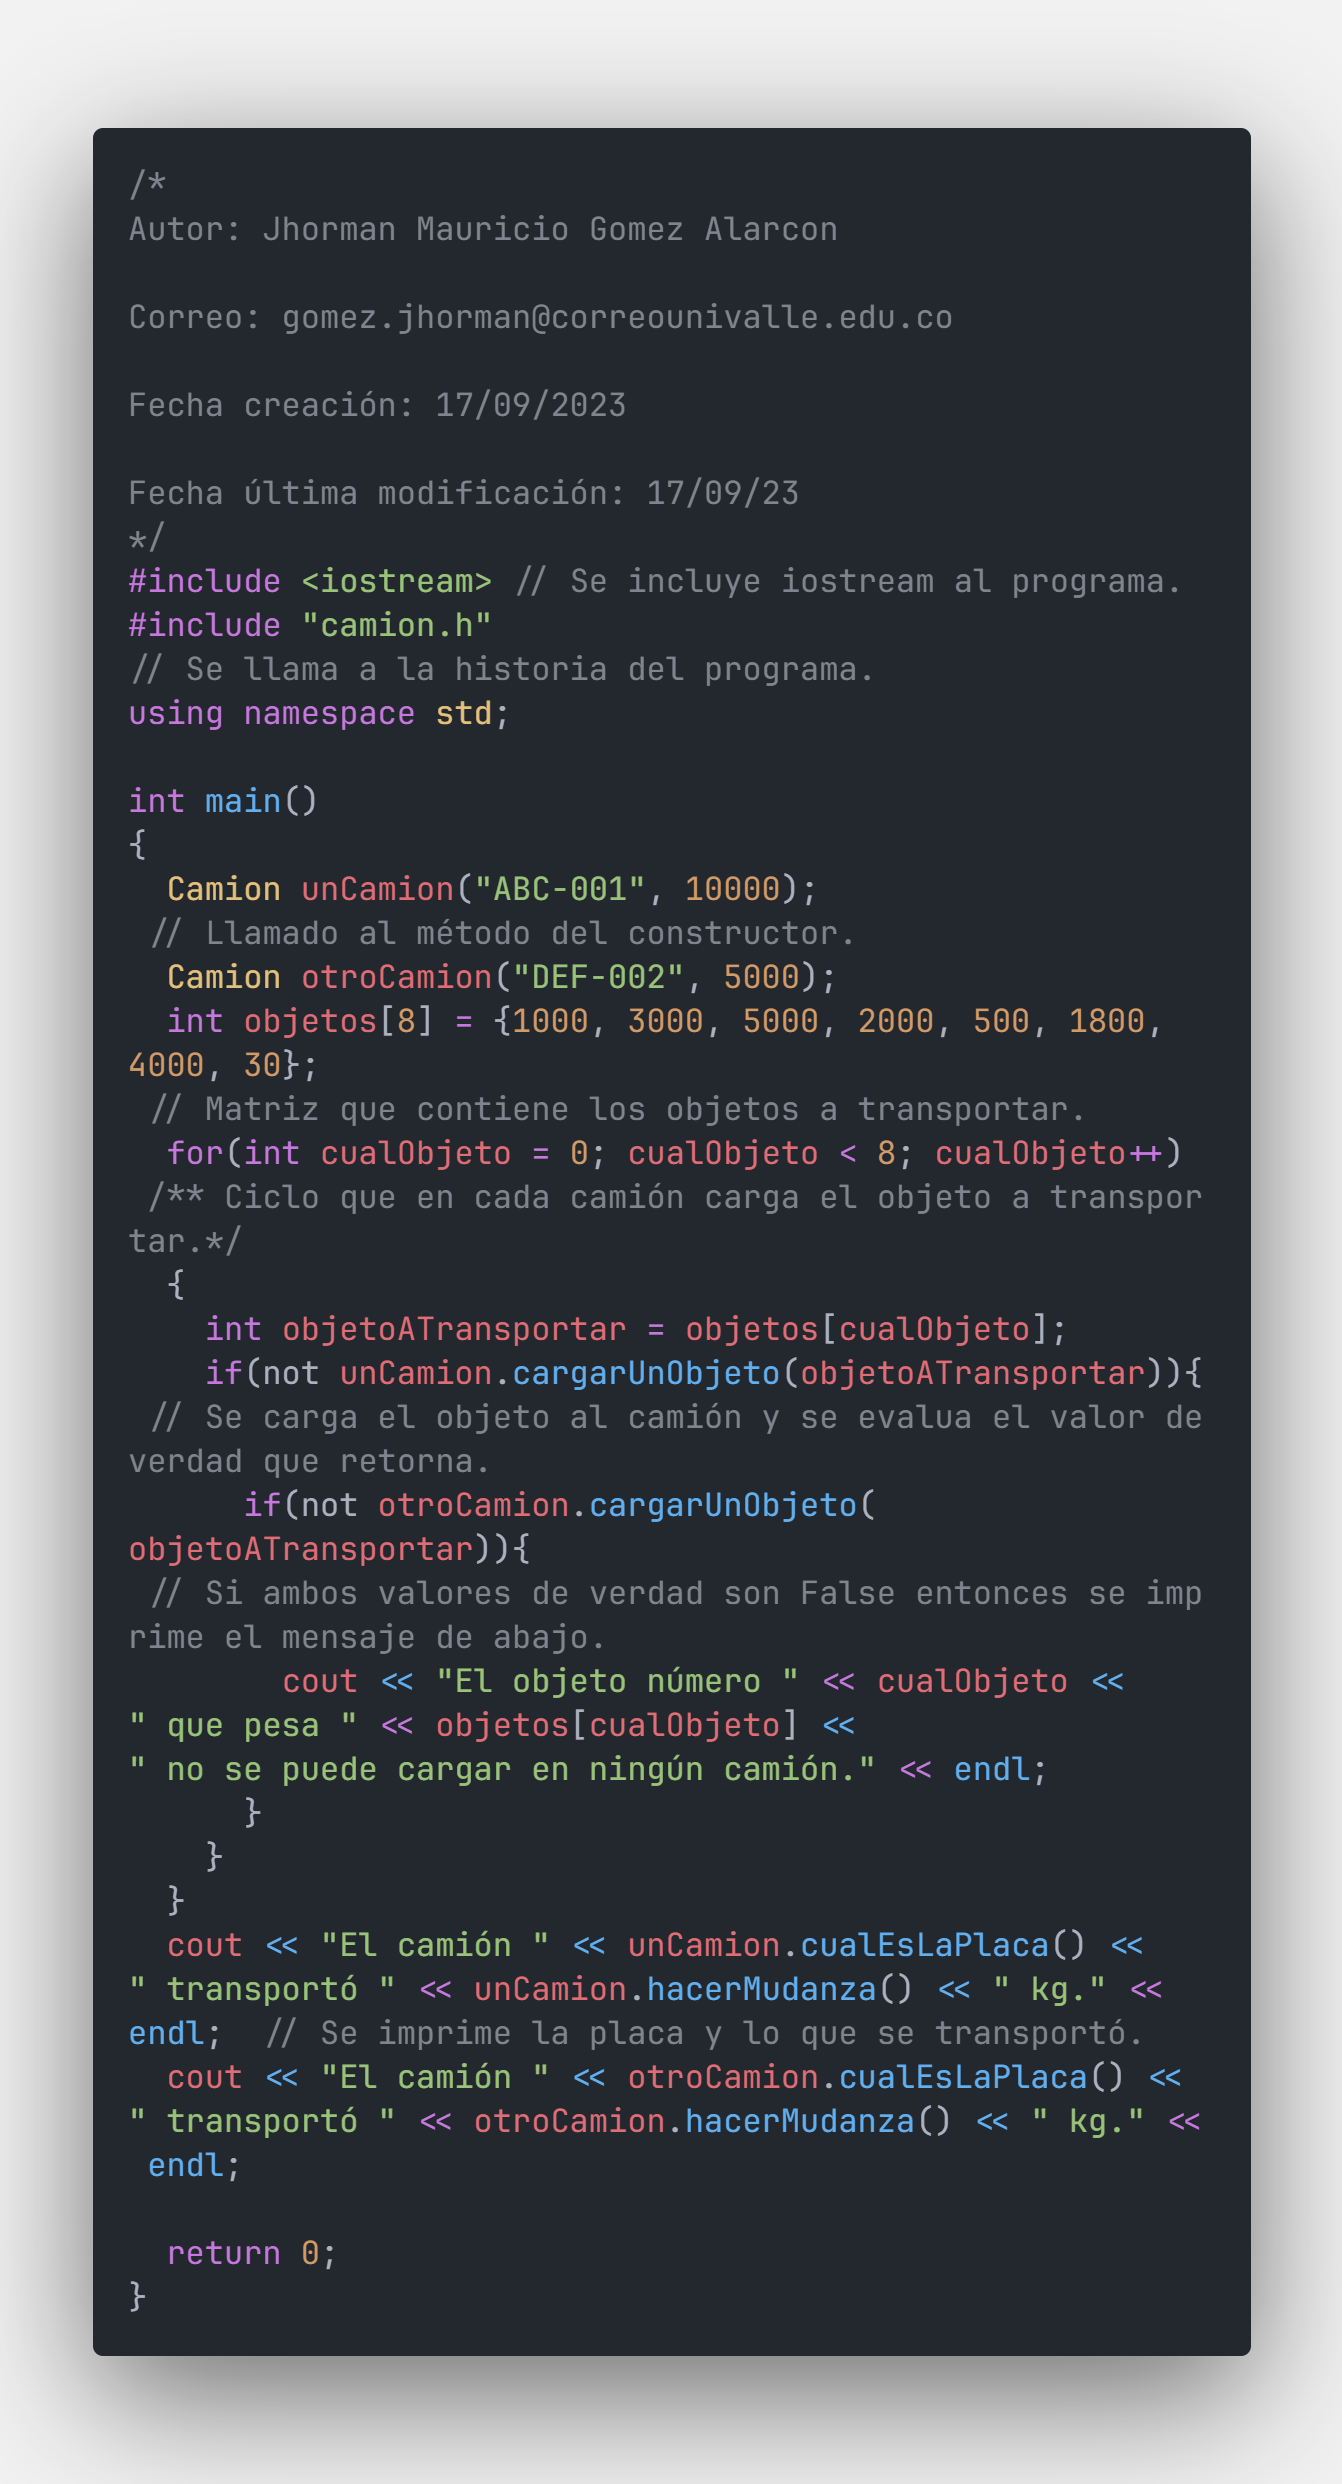 /*
Autor: Jhorman Mauricio Gomez Alarcon
Correo: gomez.jhorman@correounivalle.edu.co
Fecha creación: 17/09/2023
Fecha última modificación: 17/09/23
*/
#include <iostream> // Se incluye iostream al programa.
#include "camion.h"
// Se llama a la historia del programa.
using namespace std;
int main()
{
  Camion unCamion("ABC-001", 10000);
 // Llamado al método del constructor.
  Camion otroCamion("DEF-002", 5000);
  int objetos[8] = {1000, 3000, 5000, 2000, 500, 1800,
4000, 30};
 // Matriz que contiene los objetos a transportar.
  for(int cualObjeto = 0; cualObjeto < 8; cualObjeto++)
 /** Ciclo que en cada camión carga el objeto a transpor
tar.*/
  {
    int objetoATransportar = objetos[cualObjeto];
    if(not unCamion.cargarUnObjeto(objetoATransportar)){
 // Se carga el objeto al camión y se evalua el valor de
verdad que retorna.
      if(not otroCamion.cargarUnObjeto(
objetoATransportar)){
 // Si ambos valores de verdad son False entonces se imp
rime el mensaje de abajo.
        cout << "El objeto número " << cualObjeto <<
" que pesa " << objetos[cualObjeto] <<
" no se puede cargar en ningún camión." << endl;
      }
    }
  }
  cout << "El camión " << unCamion.cualEsLaPlaca() <<
" transportó " << unCamion.hacerMudanza() << " kg." <<
endl;  // Se imprime la placa y lo que se transportó.
  cout << "El camión " << otroCamion.cualEsLaPlaca() <<
" transportó " << otroCamion.hacerMudanza() << " kg." <<
 endl;
  return 0;
}